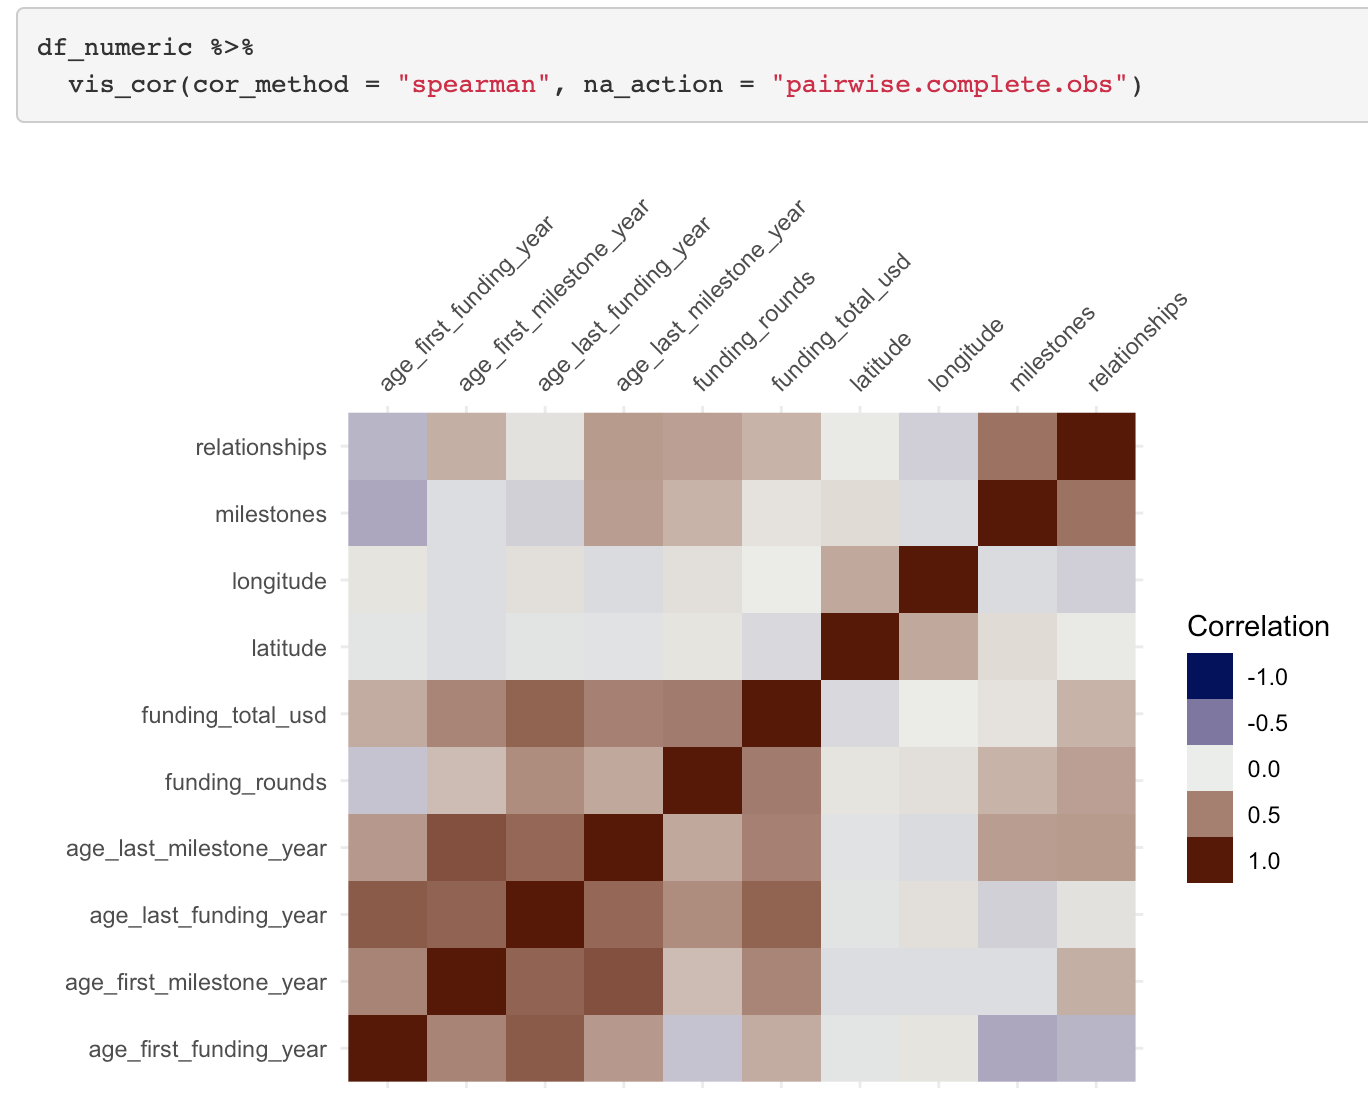 df_numeric %>%
vis_cor(cor_method = "spearman", na_action = "pairwise.complete.obs")
age_first_funding_year
age_first_milestone_year
age_last_funding_year
age_last_milestone_year
funding_rounds
funding_total_usd
latitude
longitude
milestones
relationships
relationships
milestones
longitude
latitude
funding_total_usd
funding_rounds
age_last_milestone_year
age_last_funding_year
age_first_milestone_year
age_first_funding_year
Correlation
-1.0
-0.5
0.0
0.5
1.0